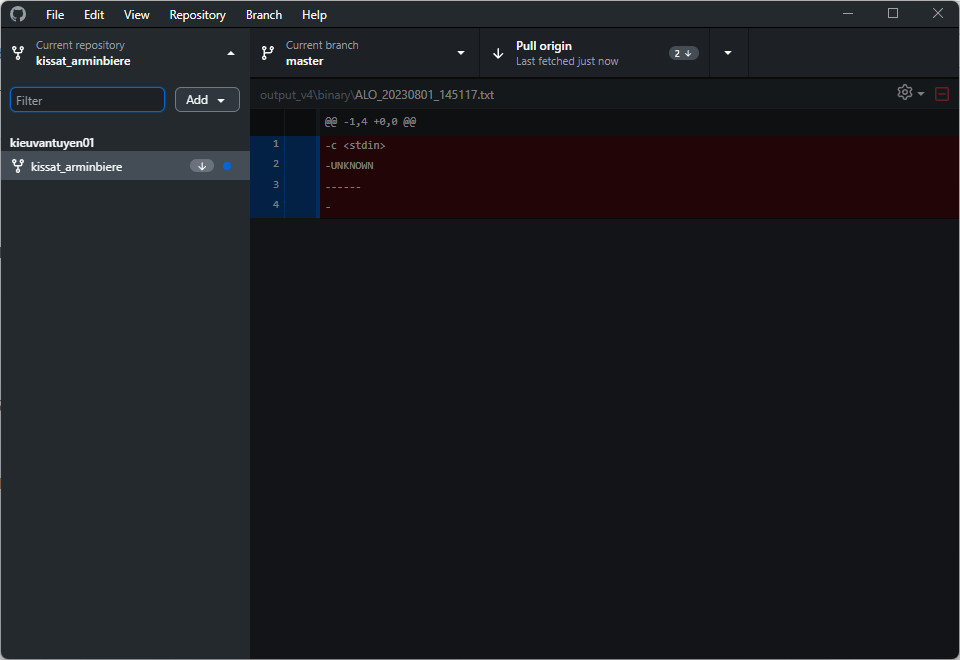 File Edit View Repository Branch Help
Current repository
kissat_arminbiere
Current branch
master
Pull origin
Last fetched just now
2
Filter
Add
output_v4\binary\ALO_20230801_145117.txt
kieuvantuyen01
kissat_arminbiere
@@ -1,4 +0,0 @@
1 -c <stdin>
2 -UNKNOWN
3 ------
4 -